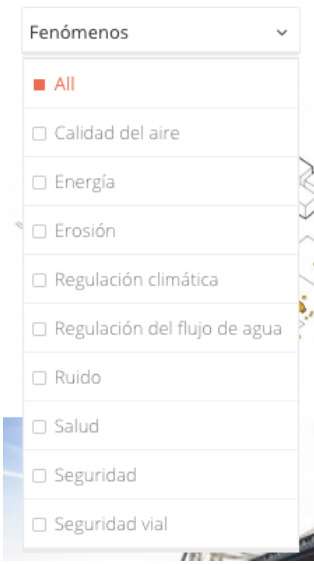 Fenómenos
All
Calidad del aire
Energía
Erosión
Regulación climática
Regulación del flujo de agua
Ruido
Salud
Seguridad
Seguridad vial